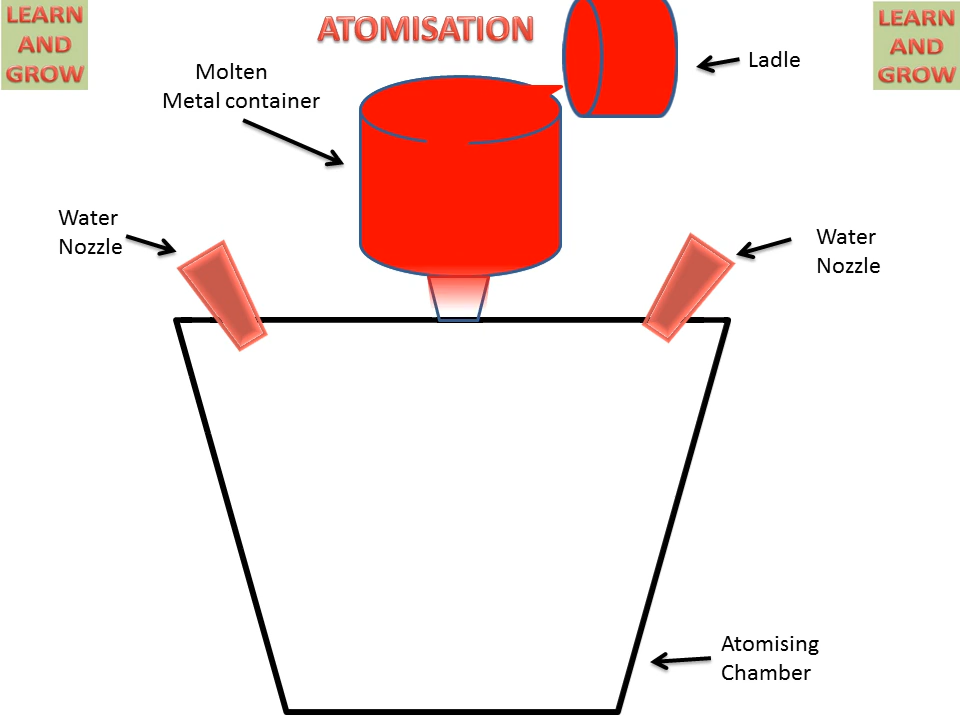 LEARN
AND
GROW
ATOMISATION
LEARN
AND
GROW
Molten
Metal container
Ladle
Water
Nozzle
Water
Nozzle
Atomising
Chamber